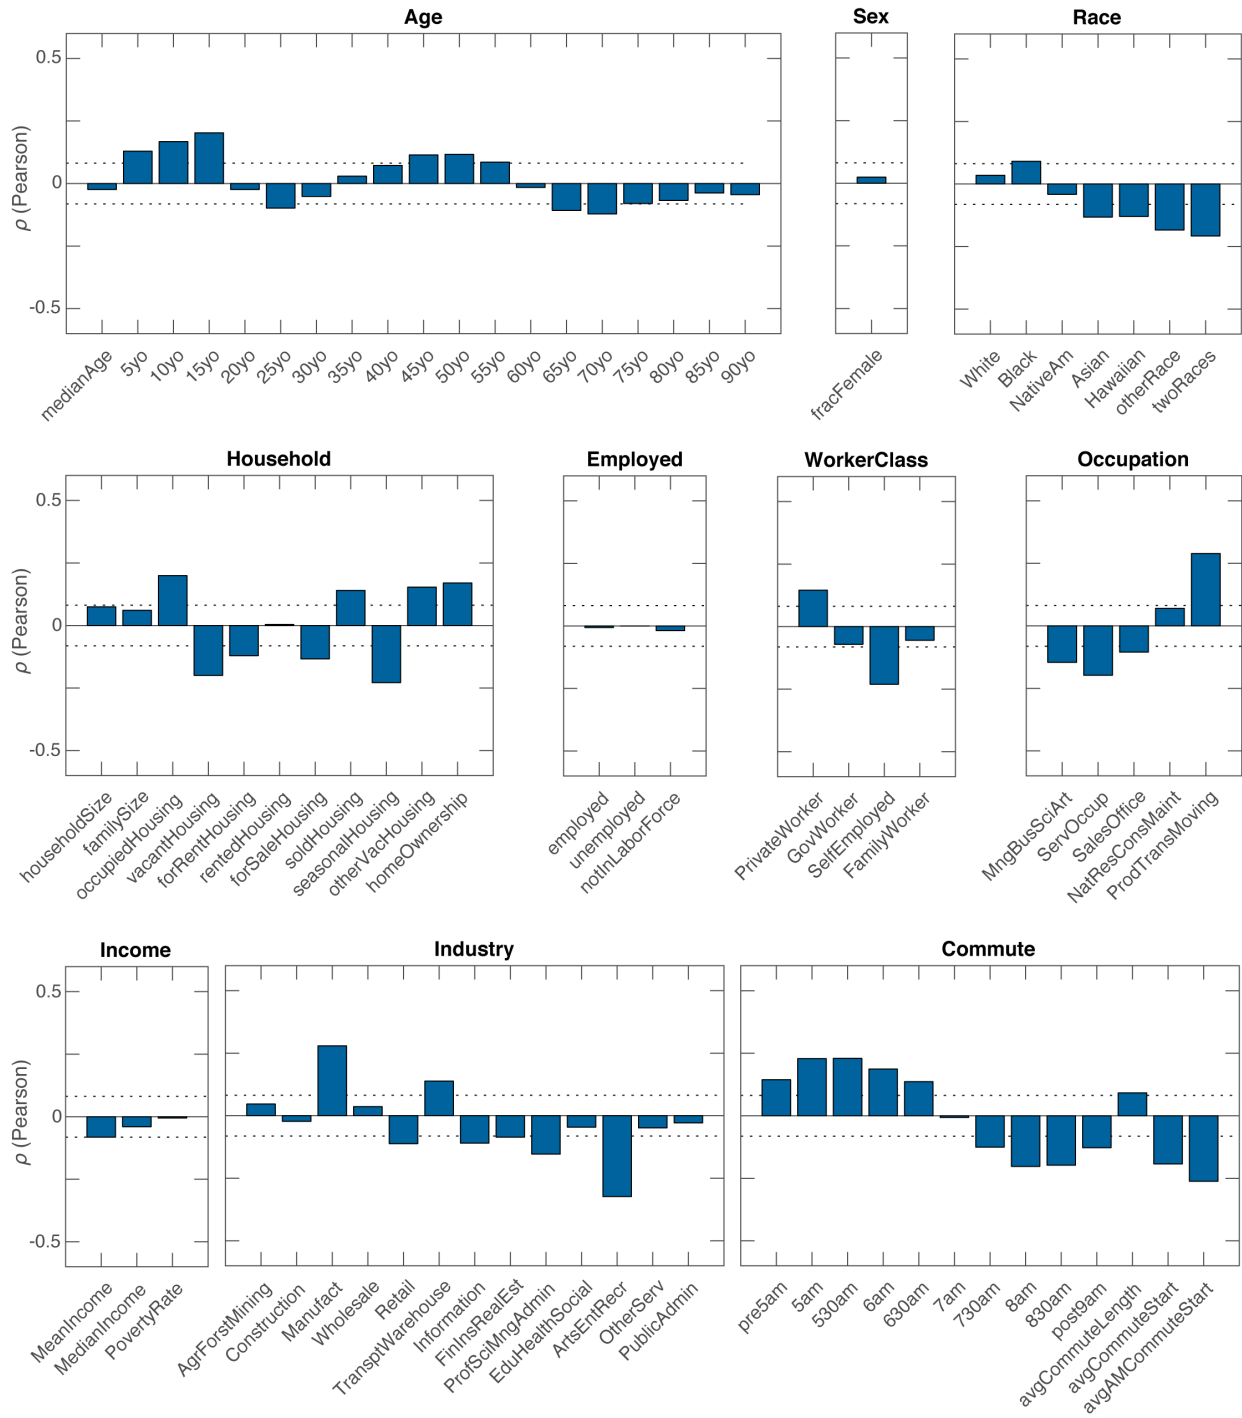 Age
Sex
Race
ρ (Pearson)
0.5
0
-0.5
medianAge
5yo
10yo
15yo
20yo
25yo
30yo
35yo
40yo
45yo
50yo
55yo
60yo
65yo
70yo
75yo
80yo
85yo
90yo
fracFemale
White
Black
NativeAm
Asian
Hawaiian
otherRace
twoRaces
Household
Employed
WorkerClass
Occupation
ρ (Pearson)
0.5
0
-0.5
householdSize
familySize
occupiedHousing
vacantHousing
forRentHousing
rentedHousing
forSaleHousing
soldHousing
seasonalHousing
otherVacHousing
homeOwnership
employed
unemployed
notInLaborForce
PrivateWorker
GovWorker
SelfEmployed
FamilyWorker
MngBusSciArt
ServOccup
SalesOffice
NatResConsMaint
ProdTransMoving
Income
Industry
Commute
ρ (Pearson)
0.5
0
-0.5
MeanIncome
MedianIncome
PovertyRate
AgrForstMining
Construction
Manufact
Wholesale
Retail
TransptWarehouse
Information
FinInsRealEst
ProfSciMngAdmin
EduHealthSocial
ArtsEntRecr
OtherServ
PublicAdmin
pre5am
5am
530am
6am
630am
7am
730am
8am
830am
post9am
avgCommuteLength
avgCommuteStart
avgAMCommuteStart